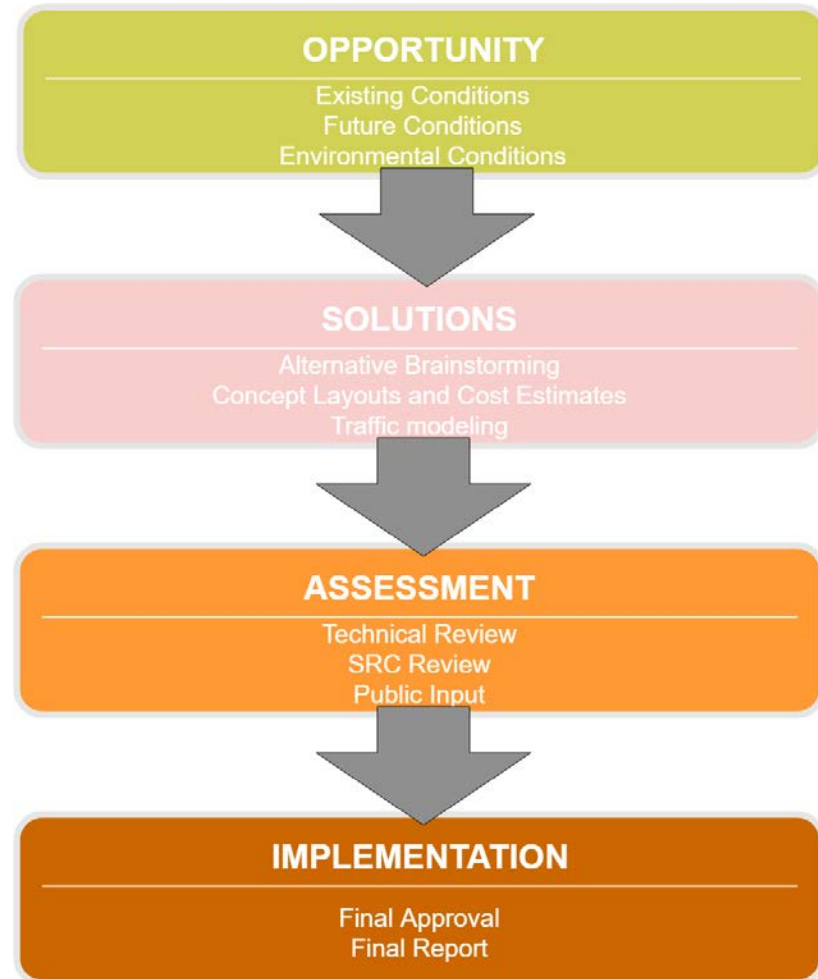 OPPORTUNITY
Existing Conditions
Future Conditions
Environmental Conditions
SOLUTIONS
Alternative Brainstorming
Concept Layouts and Cost Estimates
Traffic modeling
ASSESSMENT
Technical Review
SRC Review
Public Input
IMPLEMENTATION
Final Approval
Final Report